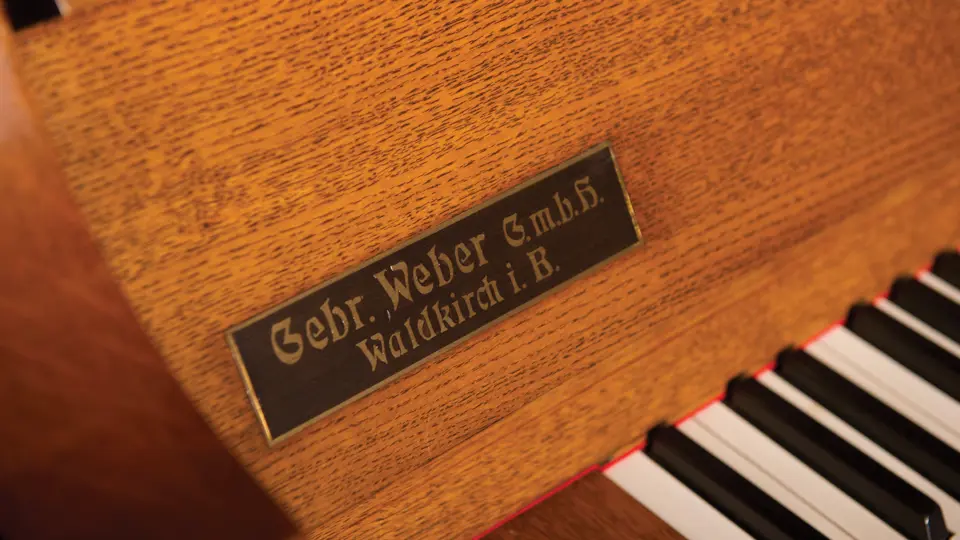 Gebr. Weber G.m.b.H.
Waldkirch i. B.